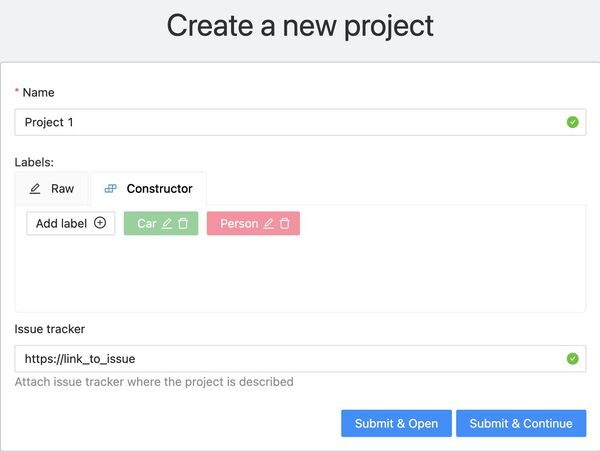 Create a new project
* Name
Project 1
Labels:
Raw Constructor
Add label Car Person
Issue tracker
https://link_to_issue
Attach issue tracker where the project is described
Submit & Open Submit & Continue